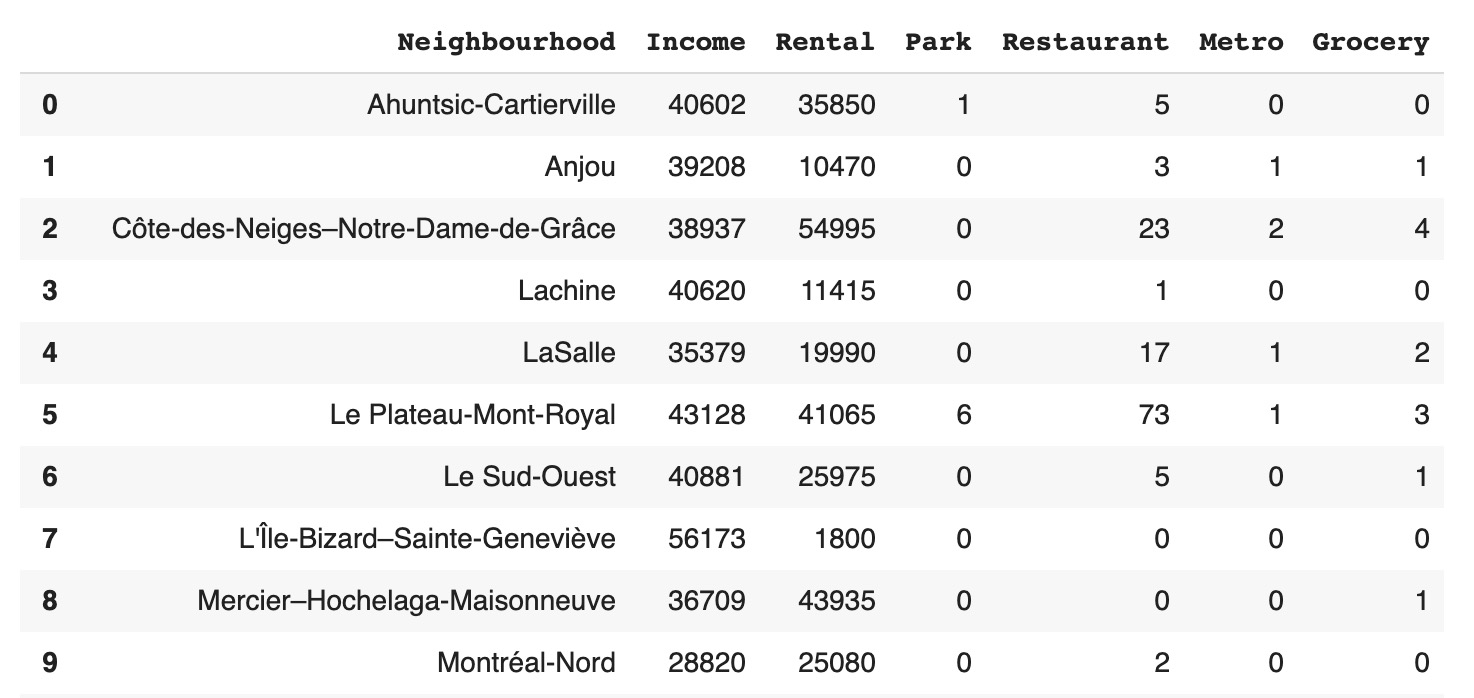 Neighbourhood Income Rental Park Restaurant Metro Grocery
0 Ahuntsic-Cartierville 40602 35850 1 5 0 0
1 Anjou 39208 10470 0 3 1 1
2 Côte-des-Neiges–Notre-Dame-de-Grâce 38937 54995 0 23 2 4
3 Lachine 40620 11415 0 1 0 0
4 LaSalle 35379 19990 0 17 1 2
5 Le Plateau-Mont-Royal 43128 41065 6 73 1 3
6 Le Sud-Ouest 40881 25975 0 5 0 1
7 L'Île-Bizard–Sainte-Geneviève 56173 1800 0 0 0 0
8 Mercier–Hochelaga-Maisonneuve 36709 43935 0 0 0 1
9 Montréal-Nord 28820 25080 0 2 0 0